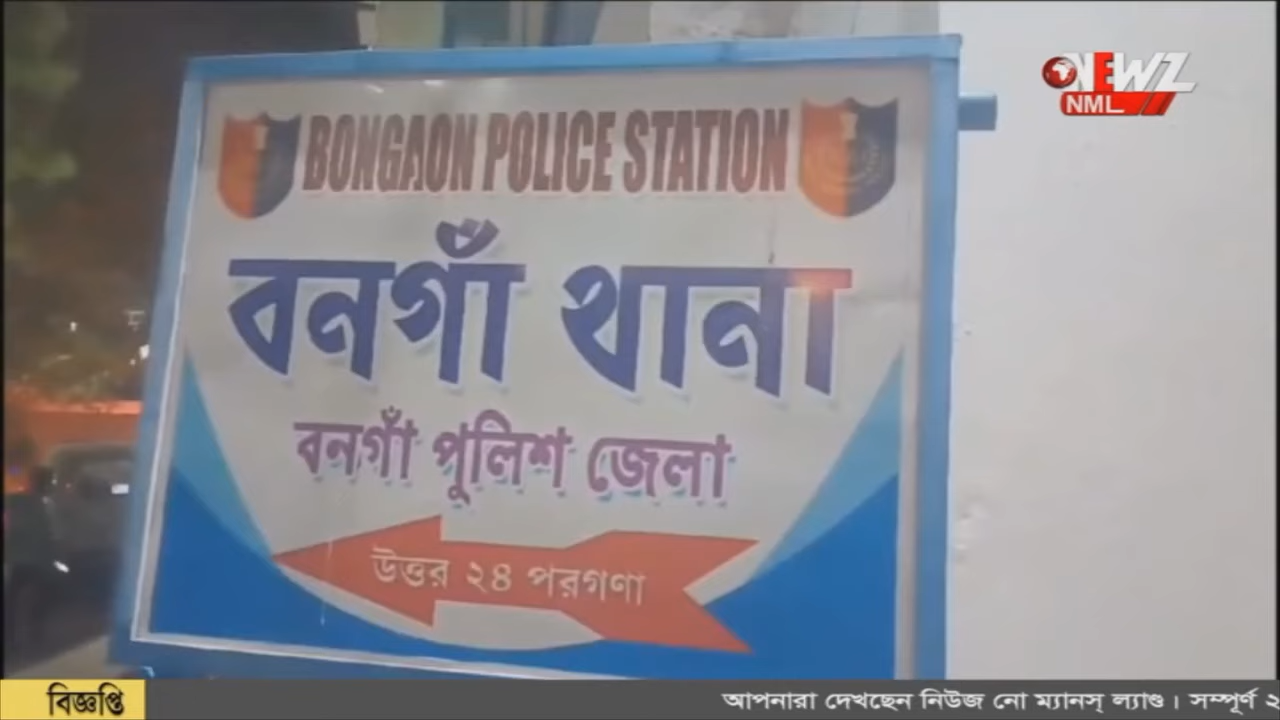 NEWZ
NML
BONGAON POLICE STATION
বনগাঁ থানা
বনগাঁ পুলিশ জেলা
উত্তর ২৪ পরগণা
বিজ্ঞপ্তি
আপনারা দেখছেন নিউজ নো ম্যানস্ ল্যাণ্ড। সম্পূর্ণ ২